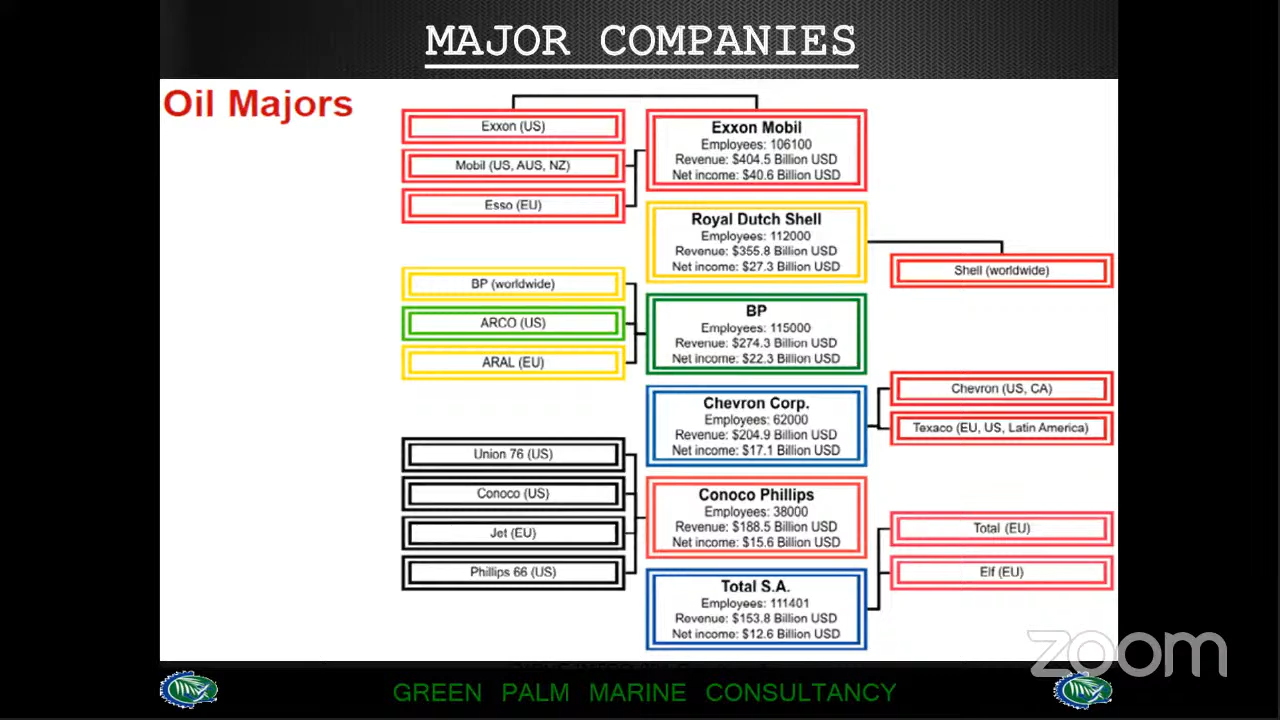 MAJOR COMPANIES
Oil Majors
Exxon (US)
Mobil (US, AUS, NZ)
Esso (EU)
Exxon Mobil
Employees: 106100
Revenue: $404.5 Billion USD
Net income: $40.6 Billion USD
Royal Dutch Shell
Employees: 112000
Revenue: $355.8 Billion USD
Net income: $27.3 Billion USD
Shell (worldwide)
BP (worldwide)
ARCO (US)
ARAL (EU)
BP
Employees: 115000
Revenue: $274.3 Billion USD
Net income: $22.3 Billion USD
Chevron Corp.
Employees: 62000
Revenue: $204.9 Billion USD
Net income: $17.1 Billion USD
Chevron (US, CA)
Texaco (EU, US, Latin America)
Union 76 (US)
Conoco (US)
Jet (EU)
Phillips 66 (US)
Conoco Phillips
Employees: 38000
Revenue: $188.5 Billion USD
Net income: $15.6 Billion USD
Total S.A.
Employees: 111401
Revenue: $153.8 Billion USD
Net income: $12.6 Billion USD
Total (EU)
Elf (EU)
zoom
GREEN PALM MARINE CONSULTANCY